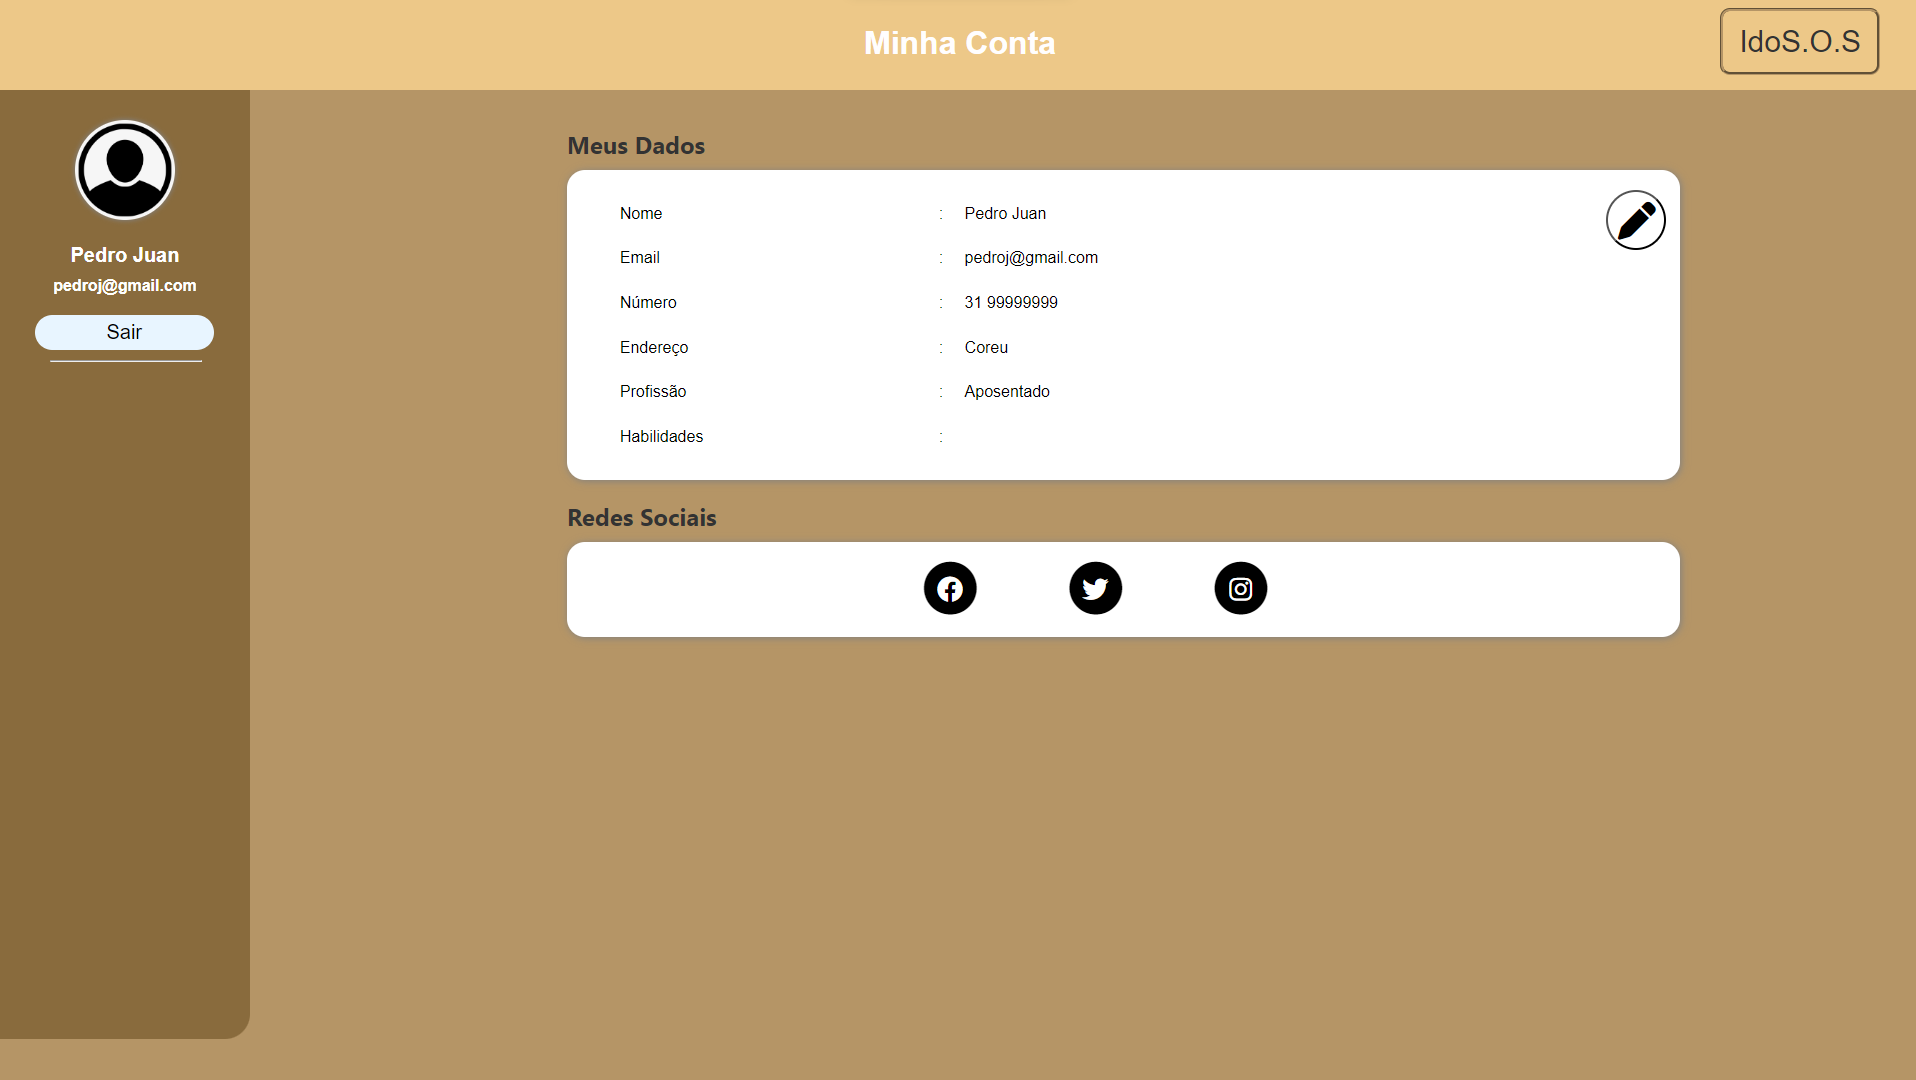 Minha Conta
IdoS.O.S
Pedro Juan
pedroj@gmail.com
Sair
Meus Dados
Nome : Pedro Juan
Email : pedroj@gmail.com
Número : 31 99999999
Endereço : Coreu
Profissão : Aposentado
Habilidades :
Redes Sociais